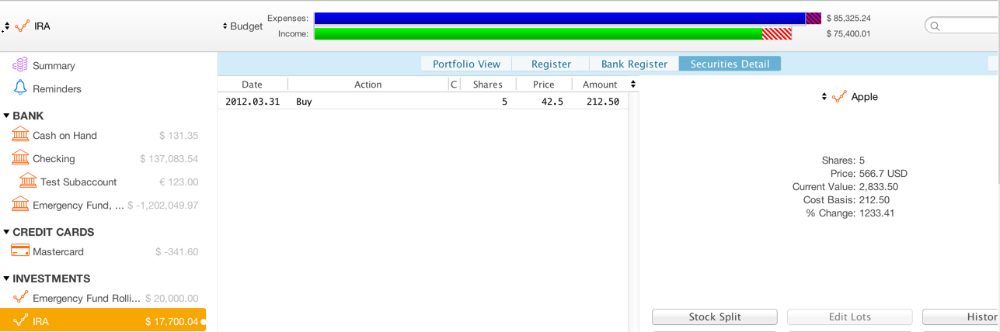 IRA
Budget
Expenses: $ 85,325.24
Income: $ 75,400.01
Summary
Reminders
BANK
Cash on Hand $ 131.35
Checking $ 137,083.54
Test Subaccount € 123.00
Emergency Fund, ... $ -1,202,049.97
CREDIT CARDS
Mastercard $ -341.60
INVESTMENTS
Emergency Fund Rolli... $ 20,000.00
IRA $ 17,700.04
Portfolio View Register Bank Register Securities Detail
Date Action C Shares Price Amount
2012.03.31 Buy 5 42.5 212.50
Apple
Shares: 5
Price: 566.7 USD
Current Value: 2,833.50
Cost Basis: 212.50
% Change: 1233.41
Stock Split Edit Lots Histor